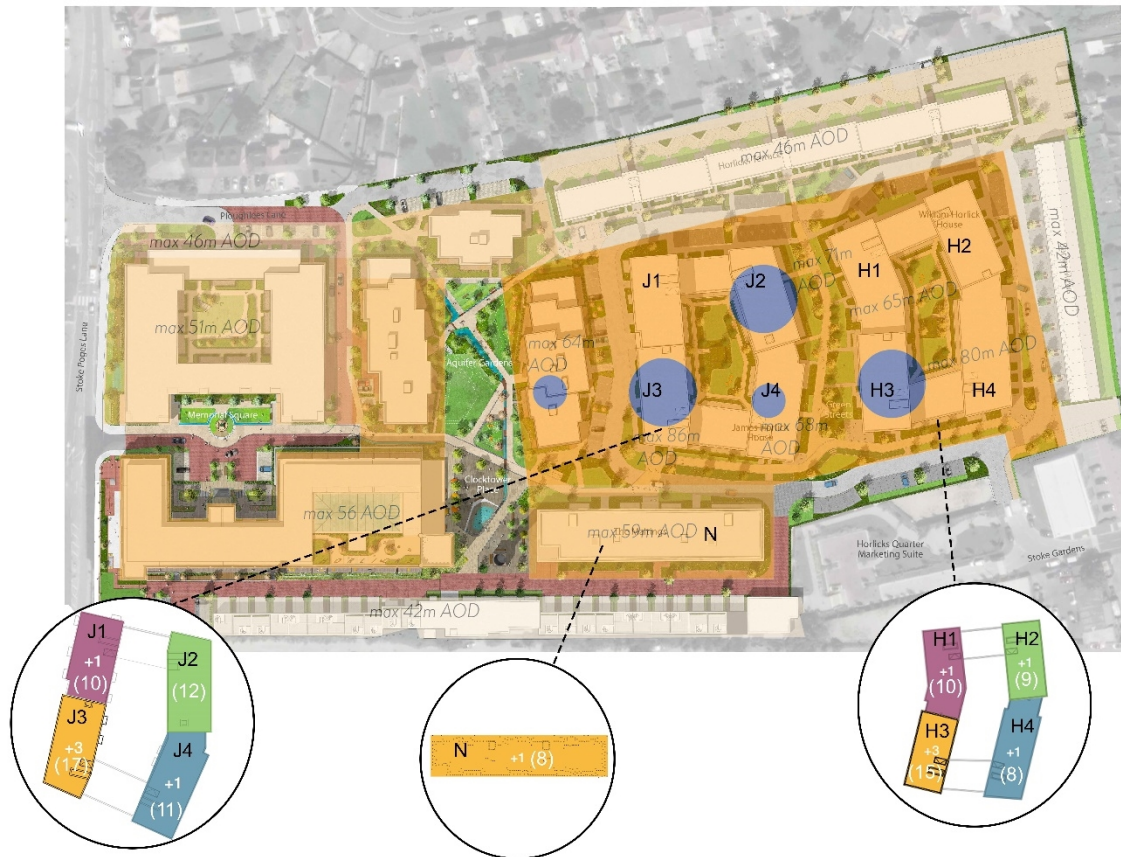 max 46m AOD
Horlicks Terrace
Ploughlees Lane
max 46m AOD
William Horlick
House
H2
J1
J2
max 71m
AOD
H1
max 42m AOD
max 51m AOD
max 65m AOD
Stoke Poges Lane
Aquifer Gardens
max 64m
AOD
max 80m AOD
J3
J4
H3
H4
Green
Streets
Memorial Square
max 86m
AOD
James Horlick
House
max 68m
AOD
Clocktower
Place
max 56 AOD
max 59m AOD
N
Horlicks Quarter
Marketing Suite
Stoke Gardens
max 42m AOD
J1
+1
(10)
J2
(12)
J3
+3
(17)
J4
+1
(11)
N
+1 (8)
H1
+1
(10)
H2
+1
(9)
H3
+3
(15)
H4
+1
(8)